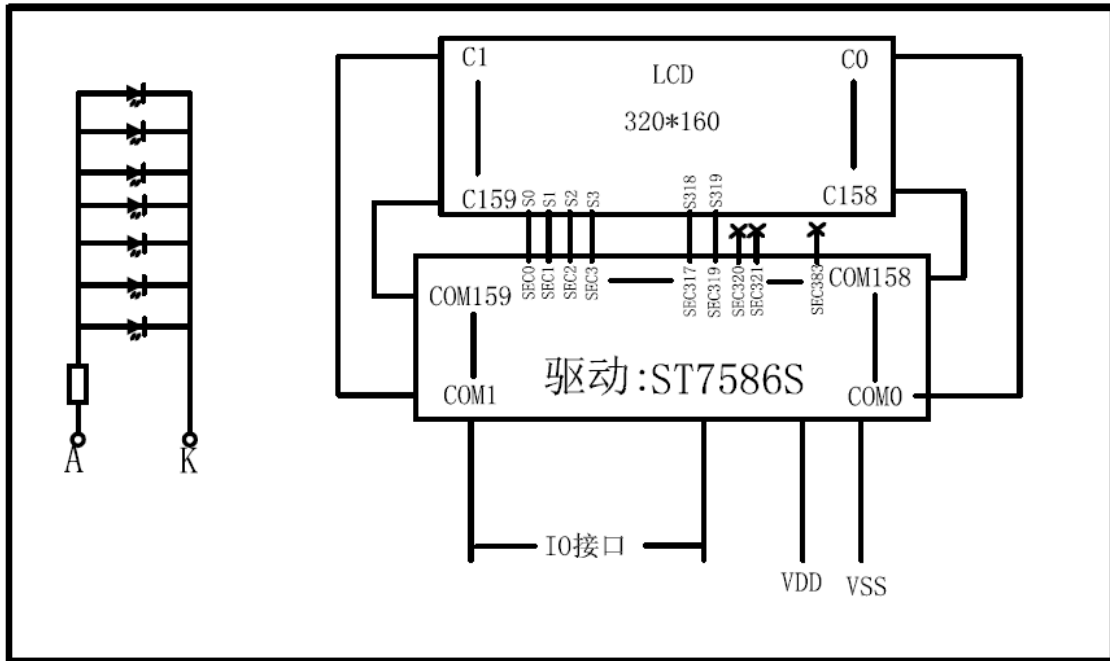 C1
C0
LCD
320*160
C159
S0
S1
S2
S3
S318
S319
C158
SEC0
SEC1
SEC2
SEC3
SEC317
SEC319
SEC320
SEC321
SEC383
COM159
COM158
驱动:ST7586S
COM1
COM0
A
K
IO接口
VDD
VSS